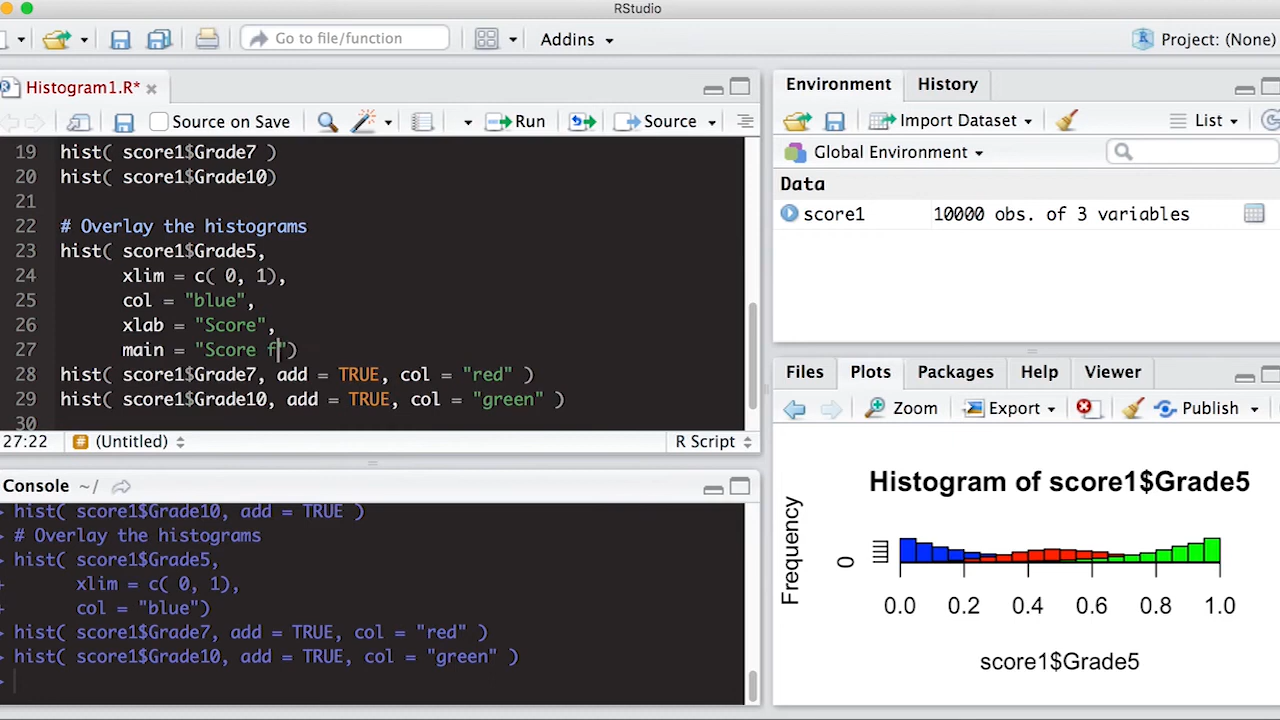 RStudio
Go to file/function
Addins
Project: (None)
Histogram1.R*
Source on Save
Run
Source
19 hist( score1$Grade7 )
20 hist( score1$Grade10)
21
22 # Overlay the histograms
23 hist( score1$Grade5,
24 xlim = c( 0, 1),
25 col = "blue",
26 xlab = "Score",
27 main = "Score f")
28 hist( score1$Grade7, add = TRUE, col = "red" )
29 hist( score1$Grade10, add = TRUE, col = "green" )
30
27:22
# (Untitled)
R Script
Console ~/
> hist( score1$Grade10, add = TRUE )
> # Overlay the histograms
> hist( score1$Grade5,
+ xlim = c( 0, 1),
+ col = "blue")
> hist( score1$Grade7, add = TRUE, col = "red" )
> hist( score1$Grade10, add = TRUE, col = "green" )
>
Environment History
Import Dataset
List
Global Environment
Data
score1 10000 obs. of 3 variables
Files Plots Packages Help Viewer
Zoom Export Publish
Histogram of score1$Grade5
Frequency
0
0.0 0.2 0.4 0.6 0.8 1.0
score1$Grade5